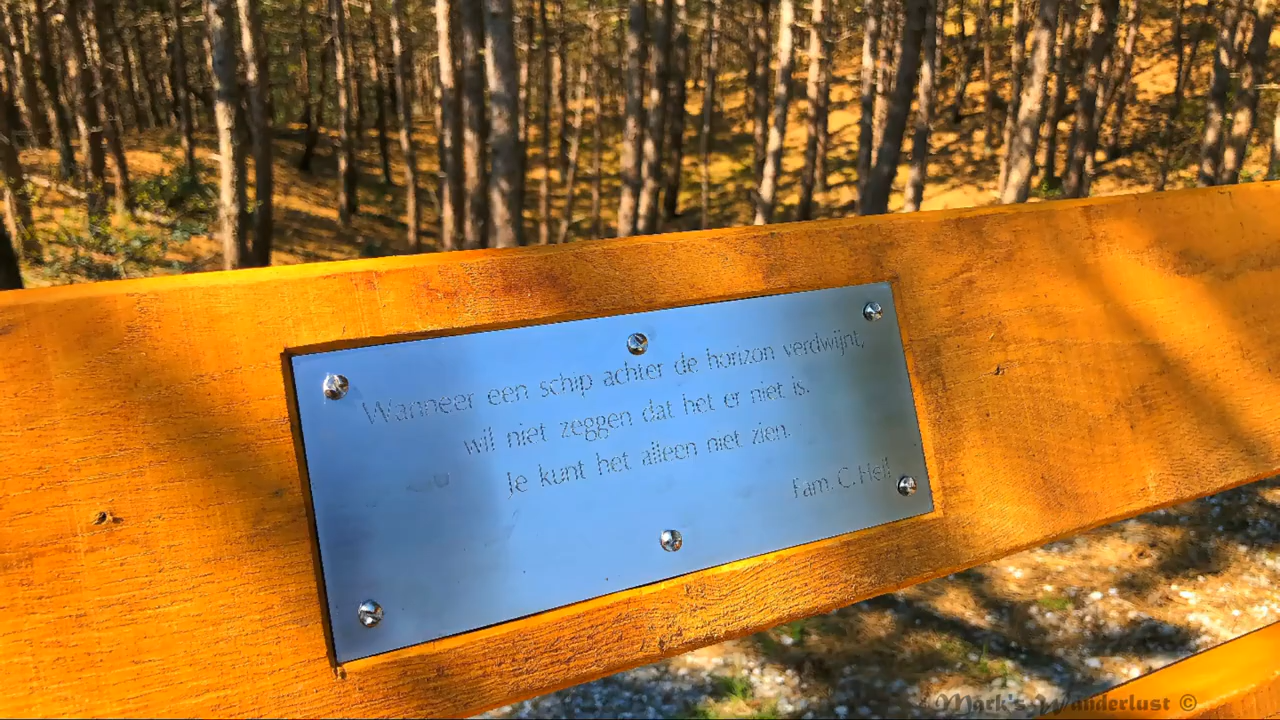 Wanneer een schip achter de horizon verdwijnt,
wil niet zeggen dat het er niet is.
Je kunt het alleen niet zien.
Fam. C. Hell
Mark's Wanderlust ©